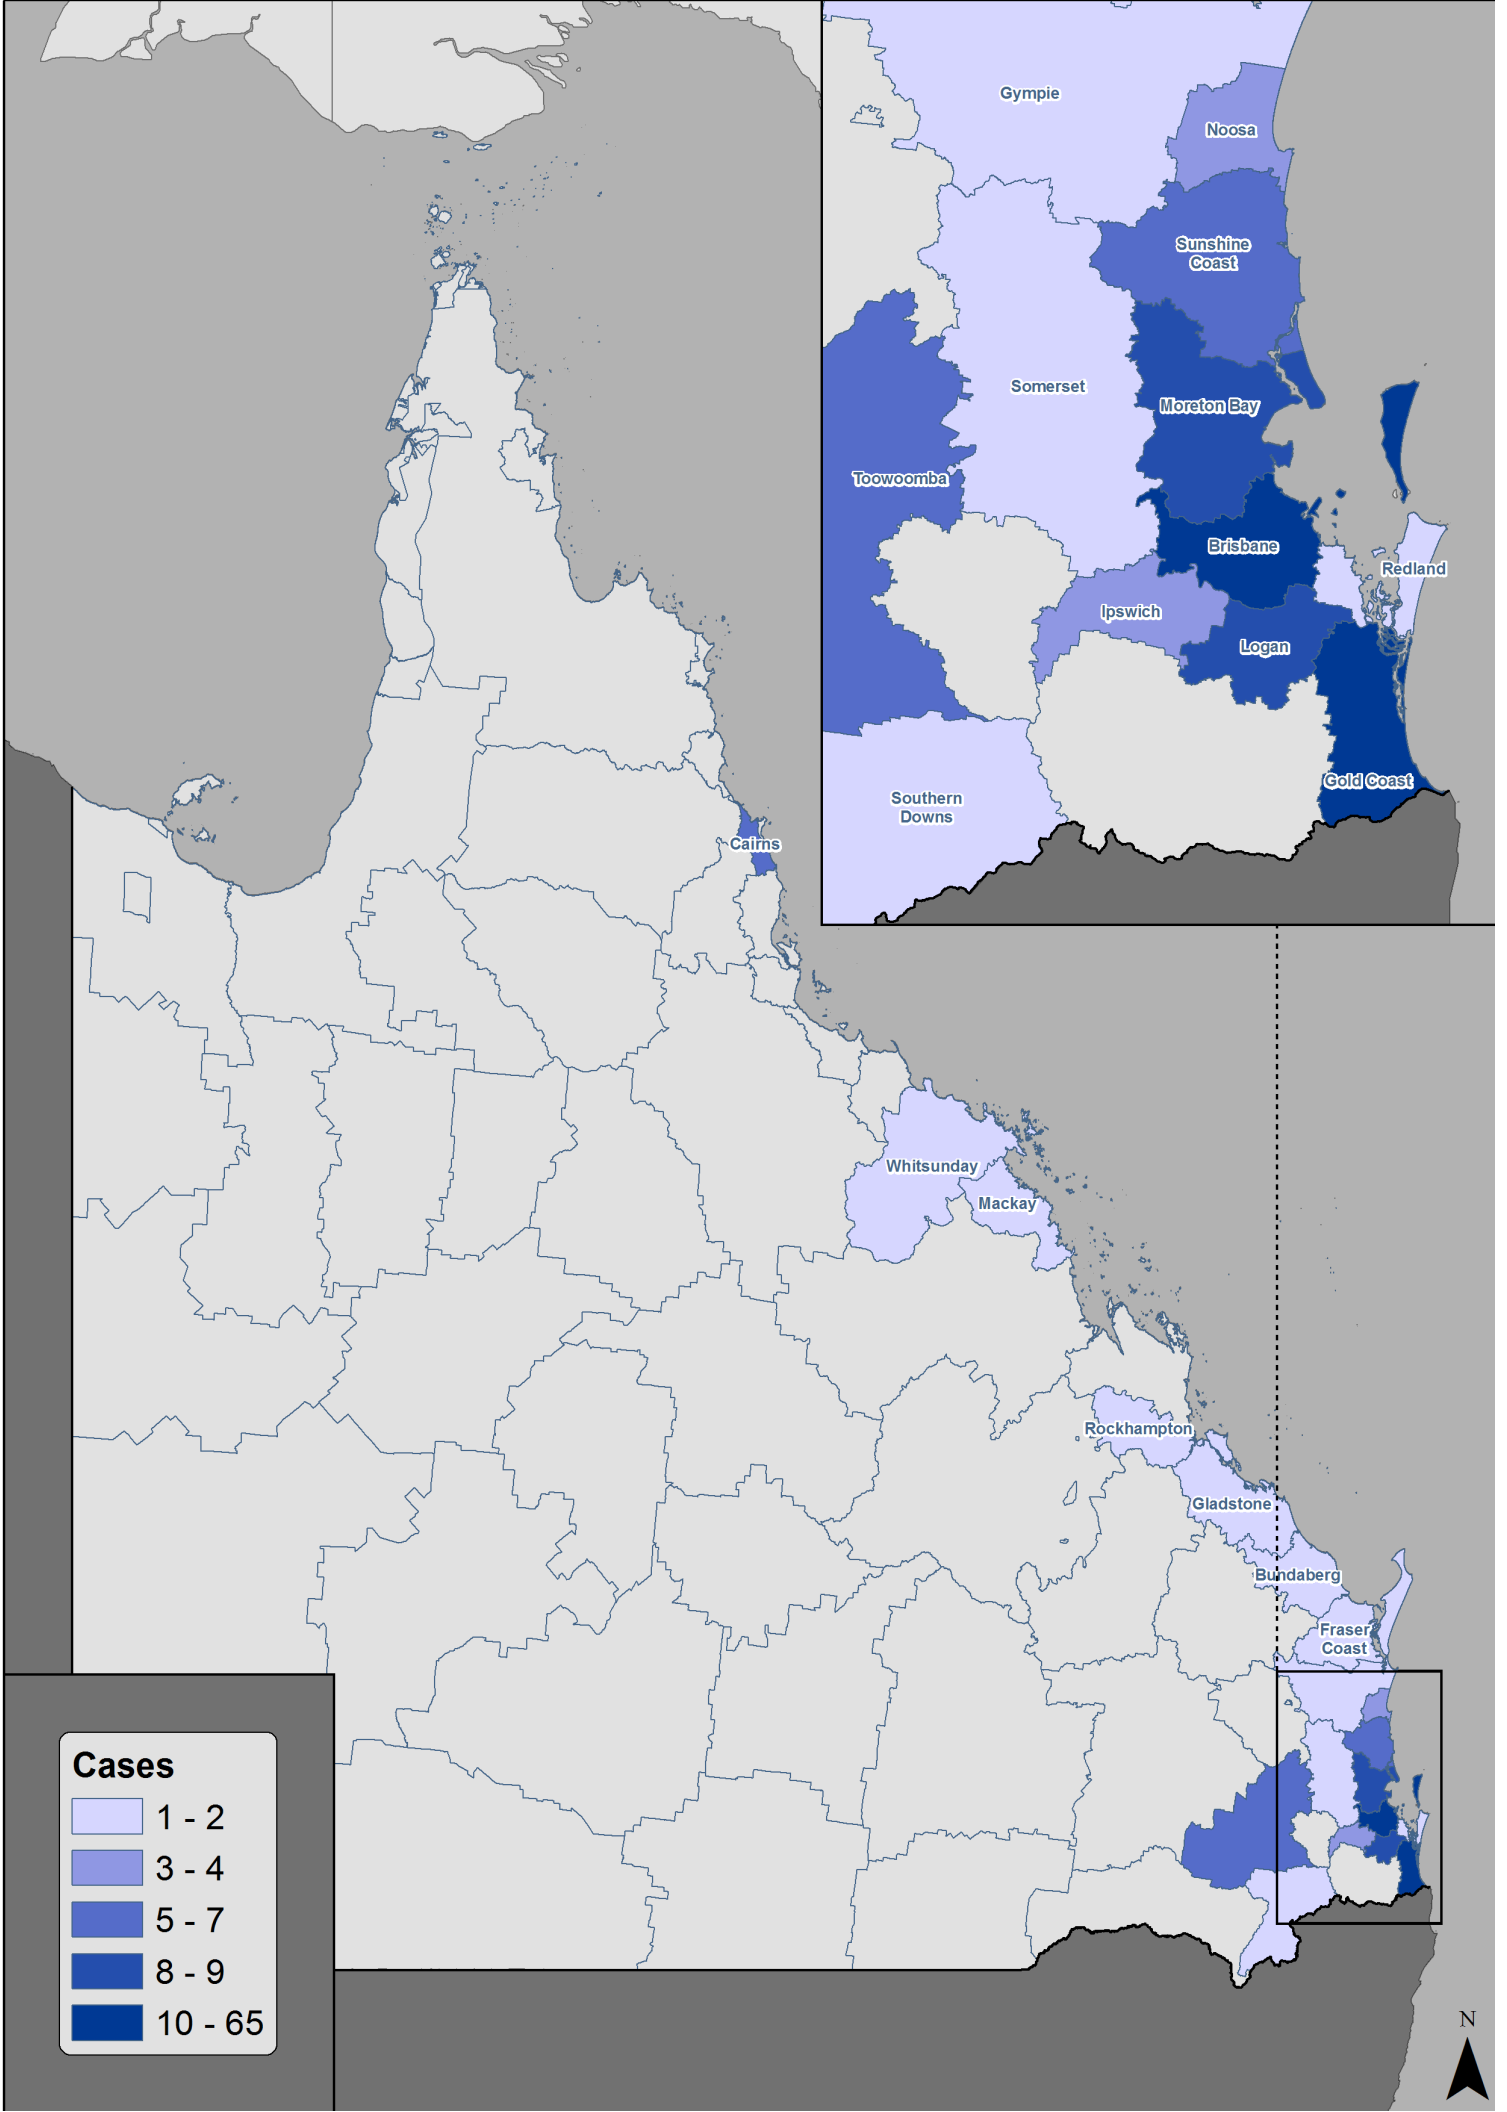 Gympie
Noosa
Sunshine
Coast
Somerset
Moreton Bay
Toowoomba
Brisbane
Redland
Ipswich
Logan
Gold Coast
Southern
Downs
Cairns
Whitsunday
Mackay
Rockhampton
Gladstone
Bundaberg
Fraser
Coast
Cases
1 - 2
3 - 4
5 - 7
8 - 9
10 - 65
N